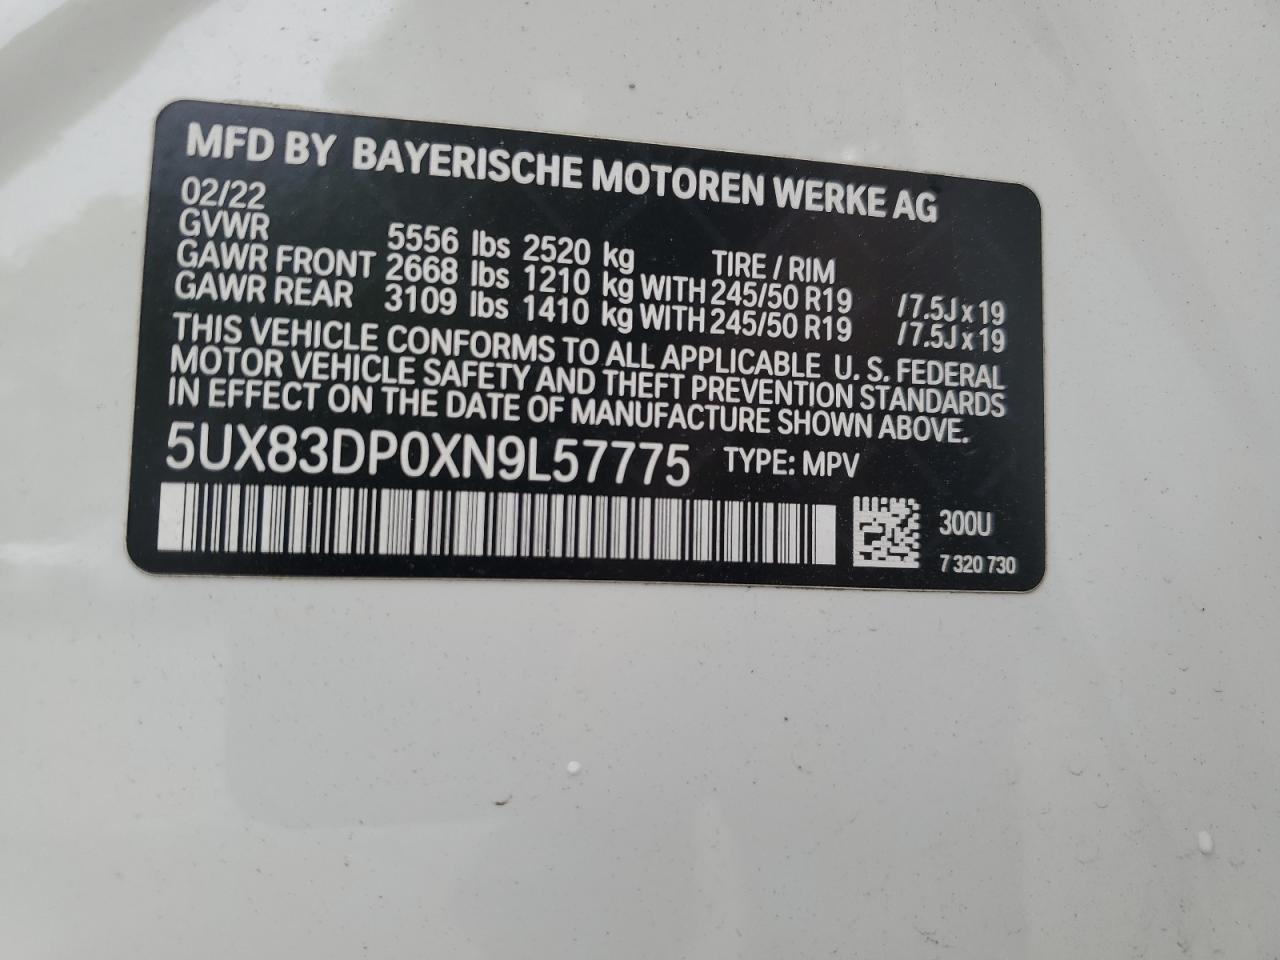 MFD BY BAYERISCHE MOTOREN WERKE AG
02/22
GVWR 5556 lbs 2520 kg TIRE / RIM
GAWR FRONT 2668 lbs 1210 kg WITH 245/50 R19 /7.5J x 19
GAWR REAR 3109 lbs 1410 kg WITH 245/50 R19 /7.5J x 19
THIS VEHICLE CONFORMS TO ALL APPLICABLE U. S. FEDERAL
MOTOR VEHICLE SAFETY AND THEFT PREVENTION STANDARDS
IN EFFECT ON THE DATE OF MANUFACTURE SHOWN ABOVE.
5UX83DP0XN9L57775 TYPE: MPV
300U
7 320 730